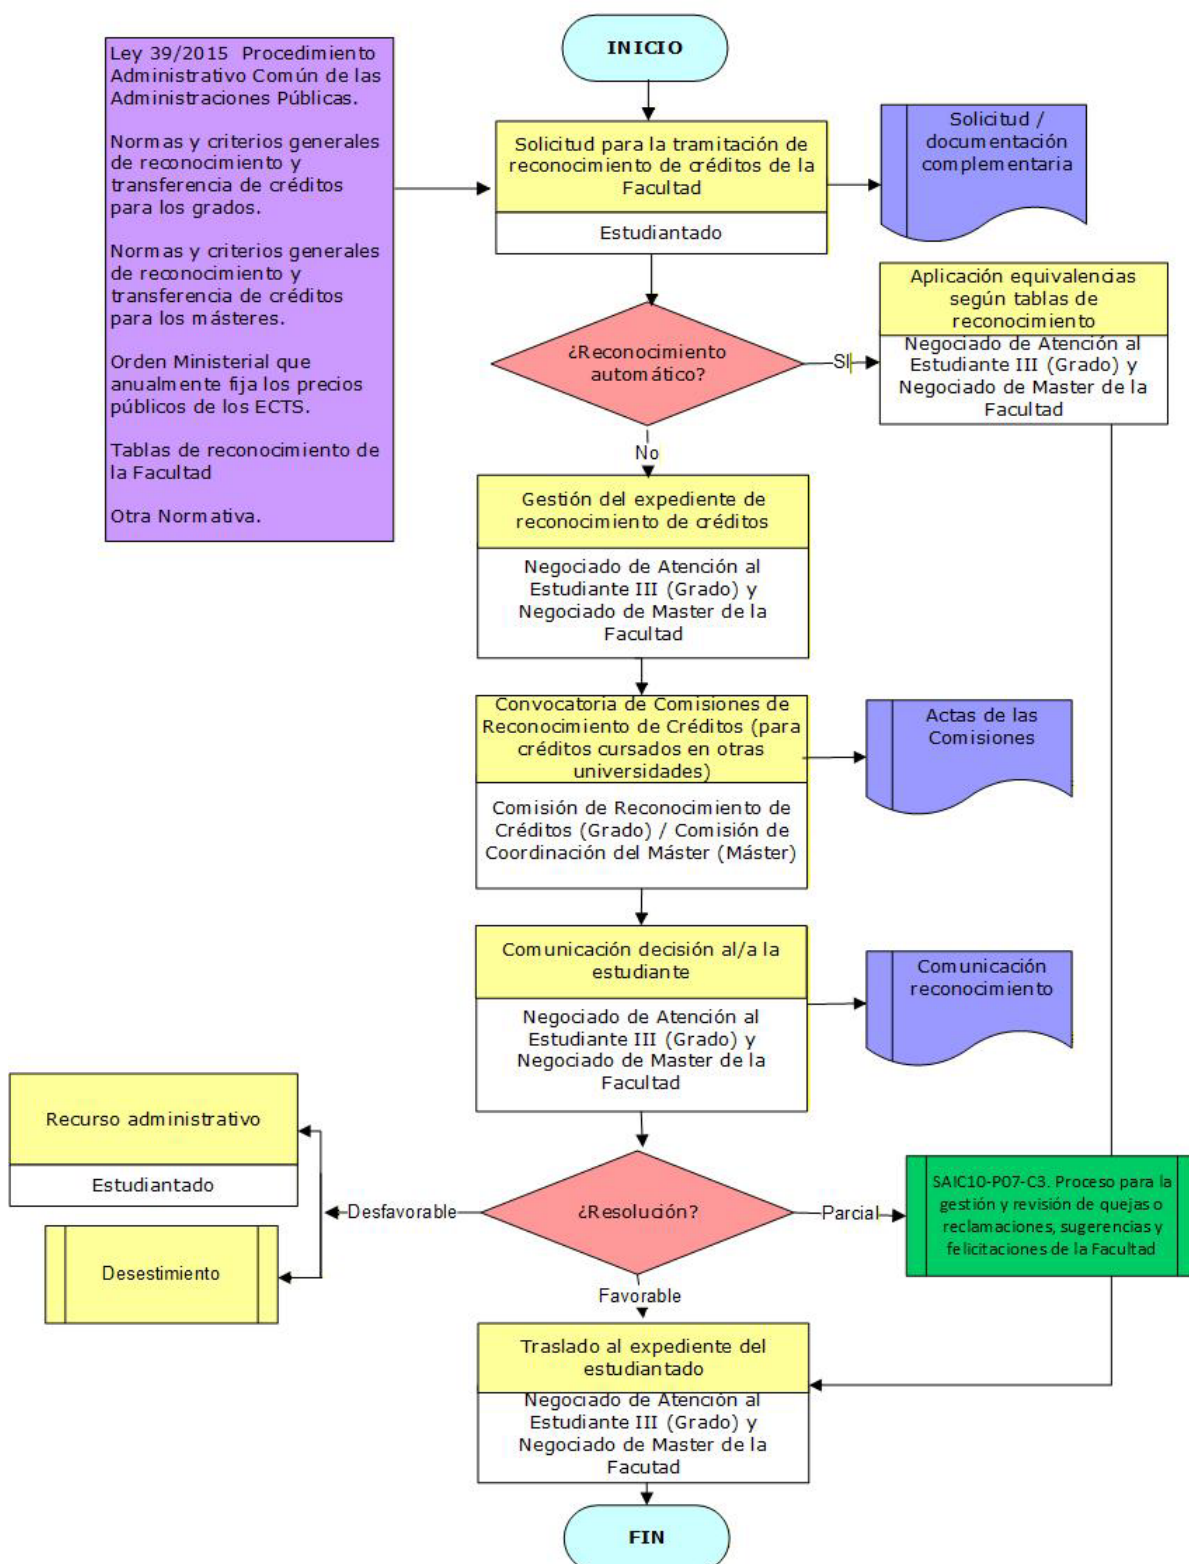 INICIO
Ley 39/2015 Procedimiento
Administrativo Común de las
Administraciones Públicas.
Normas y criterios generales
de reconocimiento y
transferencia de créditos
para los grados.
Normas y criterios generales
de reconocimiento y
transferencia de créditos
para los másteres.
Orden Ministerial que
anualmente fija los precios
públicos de los ECTS.
Tablas de reconocimiento de
la Facultad
Otra Normativa.
Solicitud para la tramitación de
reconocimiento de créditos de la
Facultad
Estudiantado
Solicitud /
documentación
complementaria
¿Reconocimiento
automático?
SI
Aplicación equivalencias
según tablas de
reconocimiento
Negociado de Atención al
Estudiante III (Grado) y
Negociado de Master de la
Facultad
No
Gestión del expediente de
reconocimiento de créditos
Negociado de Atención al
Estudiante III (Grado) y
Negociado de Master de la
Facultad
Convocatoria de Comisiones de
Reconocimiento de Créditos (para
créditos cursados en otras
universidades)
Comisión de Reconocimiento de
Créditos (Grado) / Comisión de
Coordinación del Máster (Máster)
Actas de las
Comisiones
Comunicación decisión al/a la
estudiante
Negociado de Atención al
Estudiante III (Grado) y
Negociado de Master de la
Facultad
Comunicación
reconocimiento
Recurso administrativo
Estudiantado
Desestimiento
Desfavorable
¿Resolución?
Parcial
SAIC10-P07-C3. Proceso para la
gestión y revisión de quejas o
reclamaciones, sugerencias y
felicitaciones de la Facultad
Favorable
Traslado al expediente del
estudiantado
Negociado de Atención al
Estudiante III (Grado) y
Negociado de Master de la
Facutad
FIN